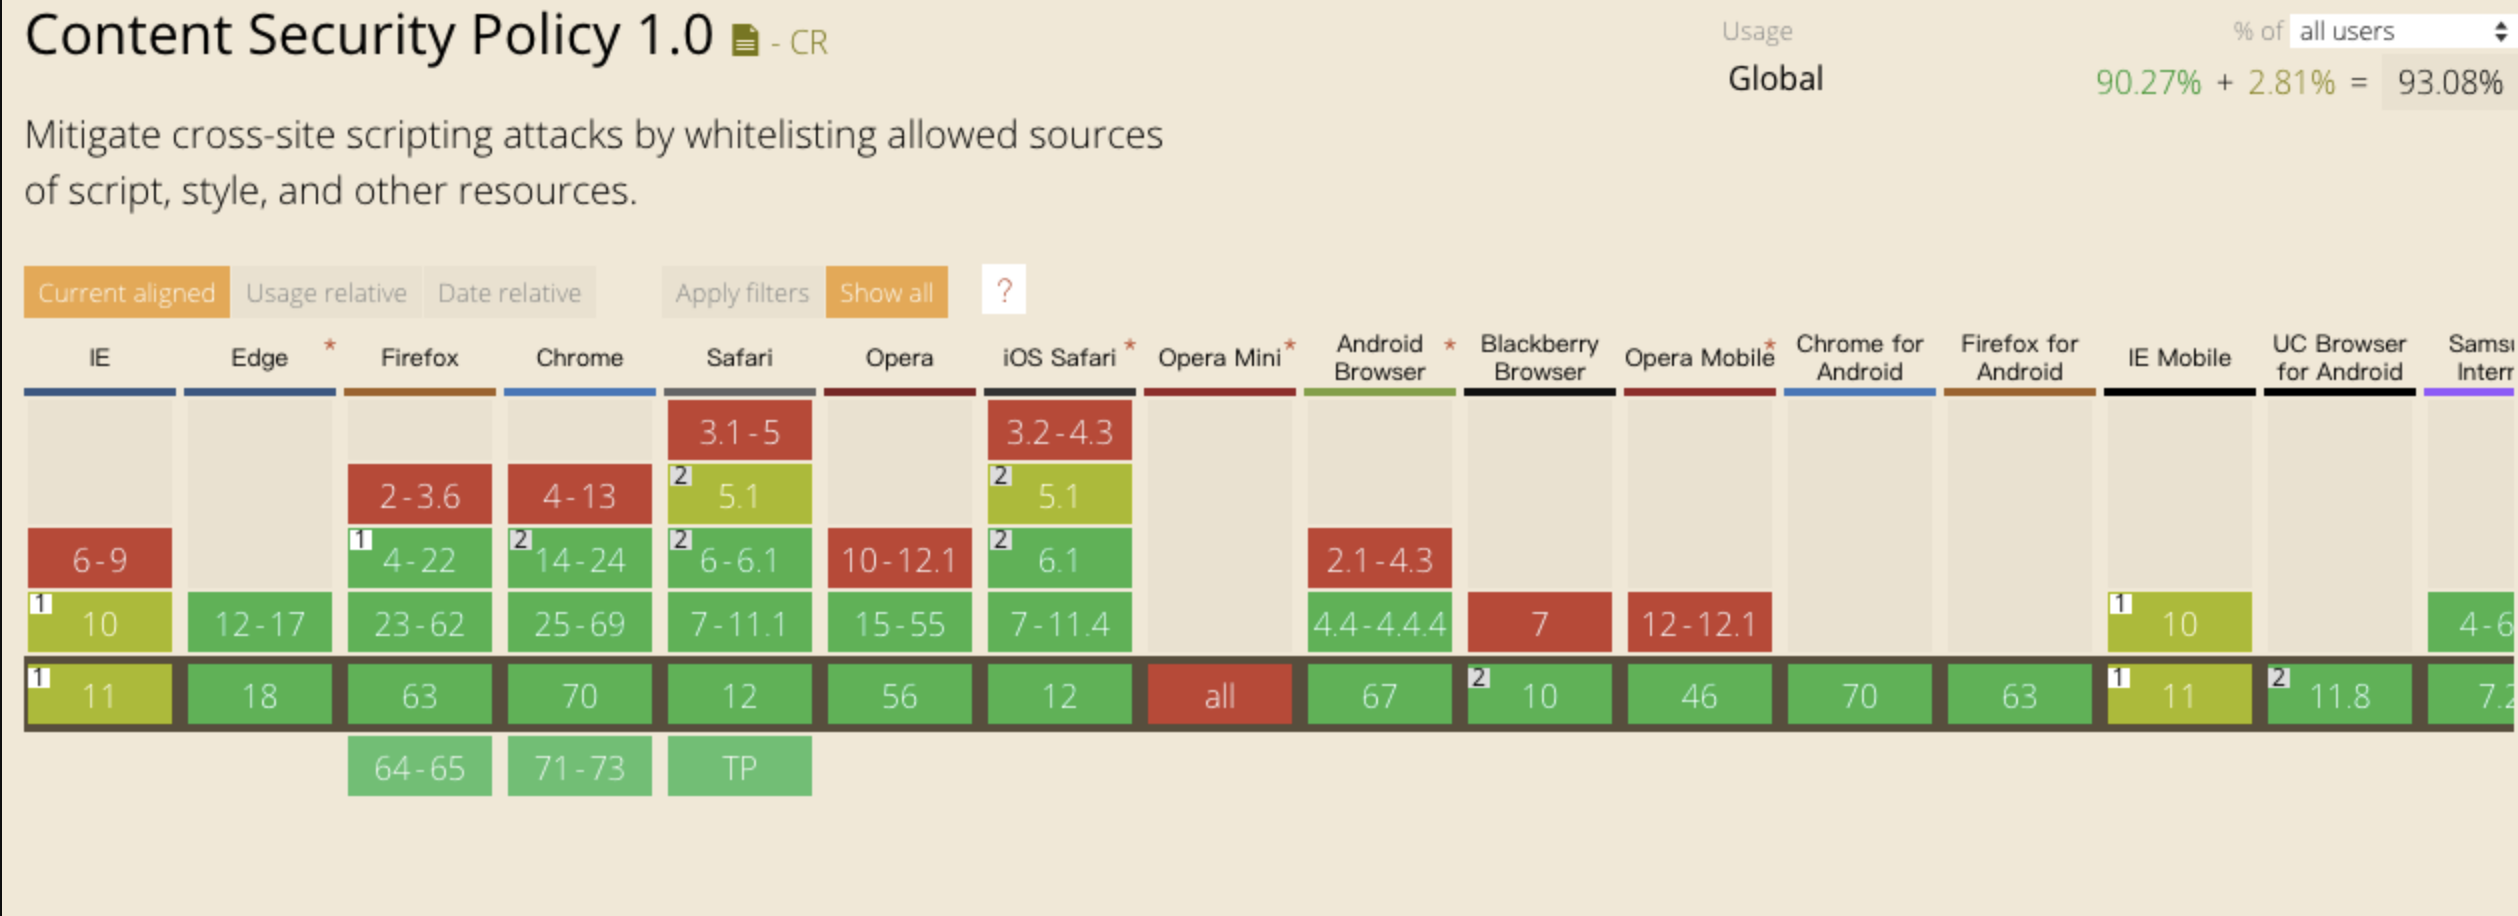 Content Security Policy 1.0 - CR
Usage % of all users
Global 90.27% + 2.81% = 93.08%
Mitigate cross-site scripting attacks by whitelisting allowed sources
of script, style, and other resources.
Current aligned Usage relative Date relative Apply filters Show all ?
IE Edge * Firefox Chrome Safari Opera iOS Safari * Opera Mini * Android Browser * Blackberry Browser Opera Mobile * Chrome for Android Firefox for Android IE Mobile UC Browser for Android
3.1-5 3.2-4.3
2-3.6 4-13 2 5.1 2 5.1
6-9 1 4-22 2 14-24 2 6-6.1 10-12.1 2 6.1 2.1-4.3
1 10 12-17 23-62 25-69 7-11.1 15-55 7-11.4 4.4-4.4.4 7 12-12.1 1 10 4-6
1 11 18 63 70 12 56 12 all 67 2 10 46 70 63 1 11 2 11.8 7.2
64-65 71-73 TP